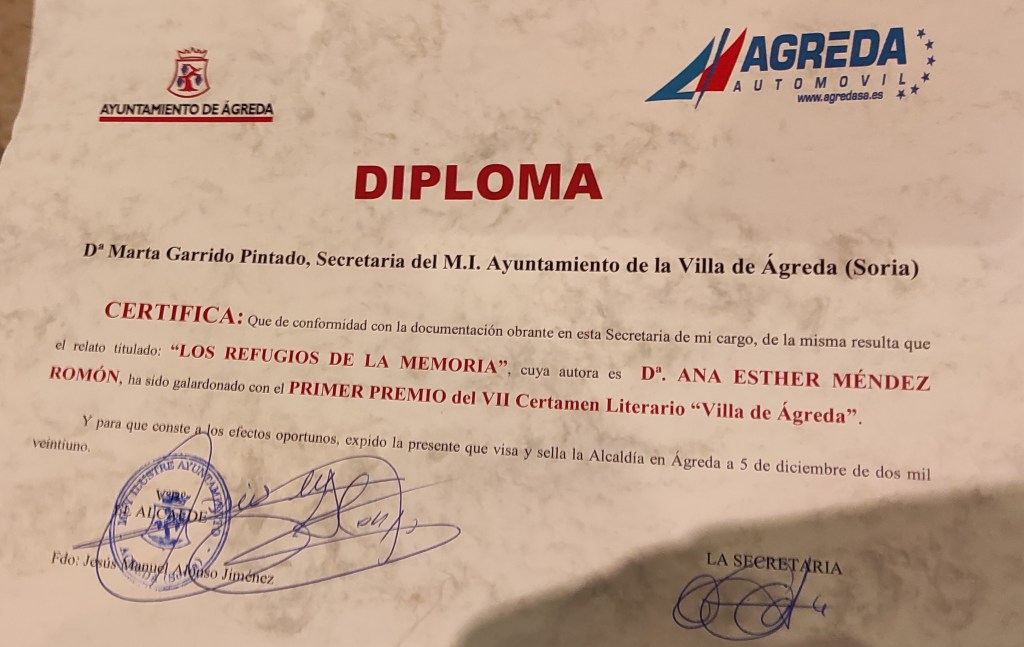 AYUNTAMIENTO DE ÁGREDA
AGREDA
AUTOMOVIL
www.agredasa.es
DIPLOMA
Dª Marta Garrido Pintado, Secretaria del M.I. Ayuntamiento de la Villa de Ágreda (Soria)
CERTIFICA: Que de conformidad con la documentación obrante en esta Secretaria de mi cargo, de la misma resulta que
el relato titulado: “LOS REFUGIOS DE LA MEMORIA”, cuya autora es Dª. ANA ESTHER MÉNDEZ
ROMÓN, ha sido galardonado con el PRIMER PREMIO del VII Certamen Literario “Villa de Ágreda”.
Y para que conste a los efectos oportunos, expido la presente que visa y sella la Alcaldía en Ágreda a 5 de diciembre de dos mil
veintiuno.
MUY ILUSTRE AYUNTAMIENTO
EL ALCALDE
Fdo: Jesús Manuel Alonso Jiménez
LA SECRETARIA